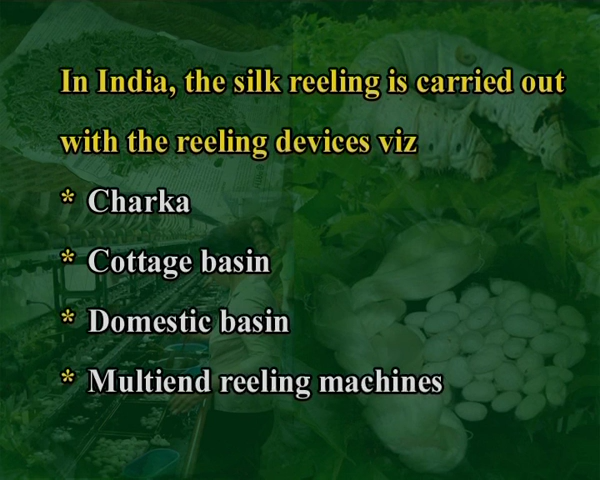 In India, the silk reeling is carried out
with the reeling devices viz
* Charka
* Cottage basin
* Domestic basin
* Multiend reeling machines